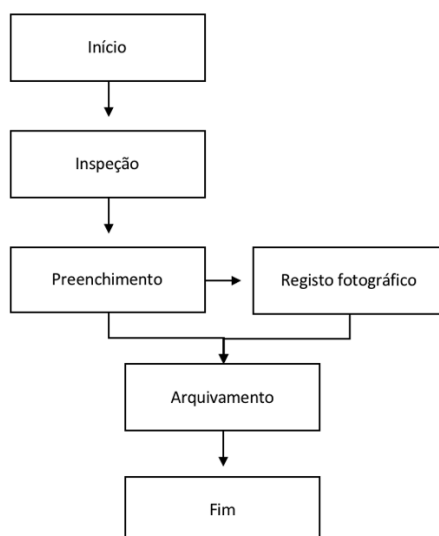 Início
Inspeção
Preenchimento
Registo fotográfico
Arquivamento
Fim